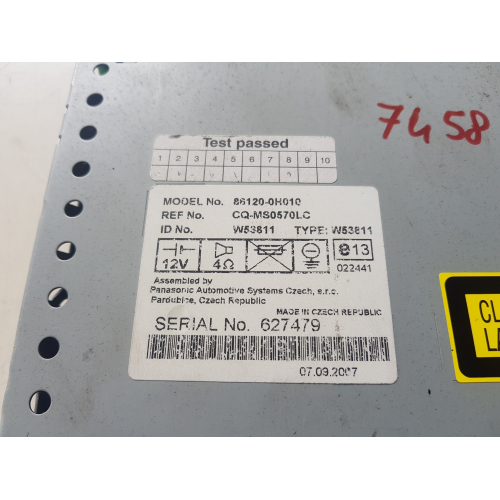 7458
Test passed
1 2 3 4 5 6 7 8 9 10
MODEL No. 86120-0H010
REF No. CQ-MS0570LC
ID No. W53811 TYPE: W53811
12V 4Ω e13
022441
Assembled by
Panasonic Automotive Systems Czech, s.r.o.
Pardubice, Czech Republic
MADE IN CZECH REPUBLIC
SERIAL No. 627479
07.09.2007
CL
LA